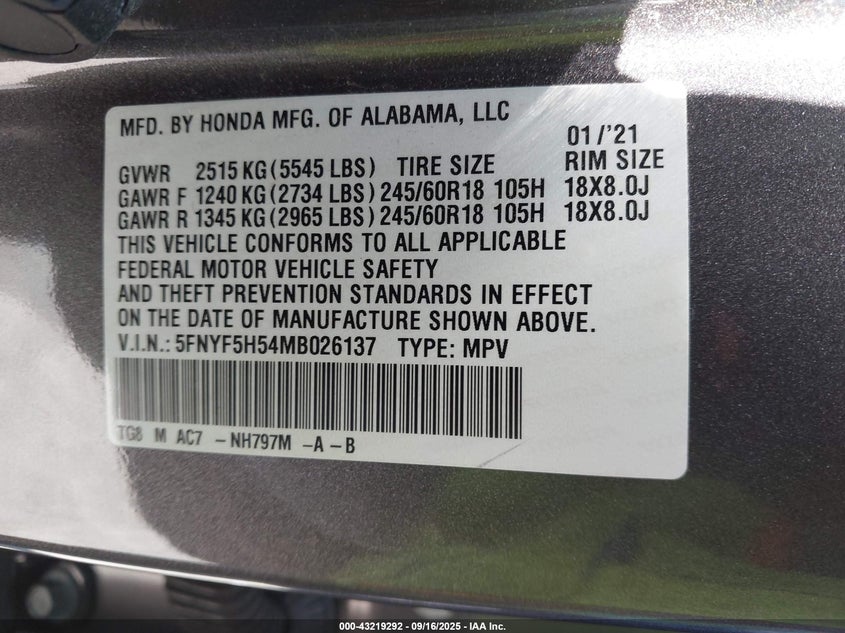 MFD. BY HONDA MFG. OF ALABAMA, LLC
01/'21
GVWR 2515 KG (5545 LBS) TIRE SIZE RIM SIZE
GAWR F 1240 KG (2734 LBS) 245/60R18 105H 18X8.0J
GAWR R 1345 KG (2965 LBS) 245/60R18 105H 18X8.0J
THIS VEHICLE CONFORMS TO ALL APPLICABLE
FEDERAL MOTOR VEHICLE SAFETY
AND THEFT PREVENTION STANDARDS IN EFFECT
ON THE DATE OF MANUFACTURE SHOWN ABOVE.
V.I.N.: 5FNYF5H54MB026137 TYPE: MPV
TG8 M AC7 -NH797M -A -B
000-43219292 - 09/16/2025 - IAA Inc.